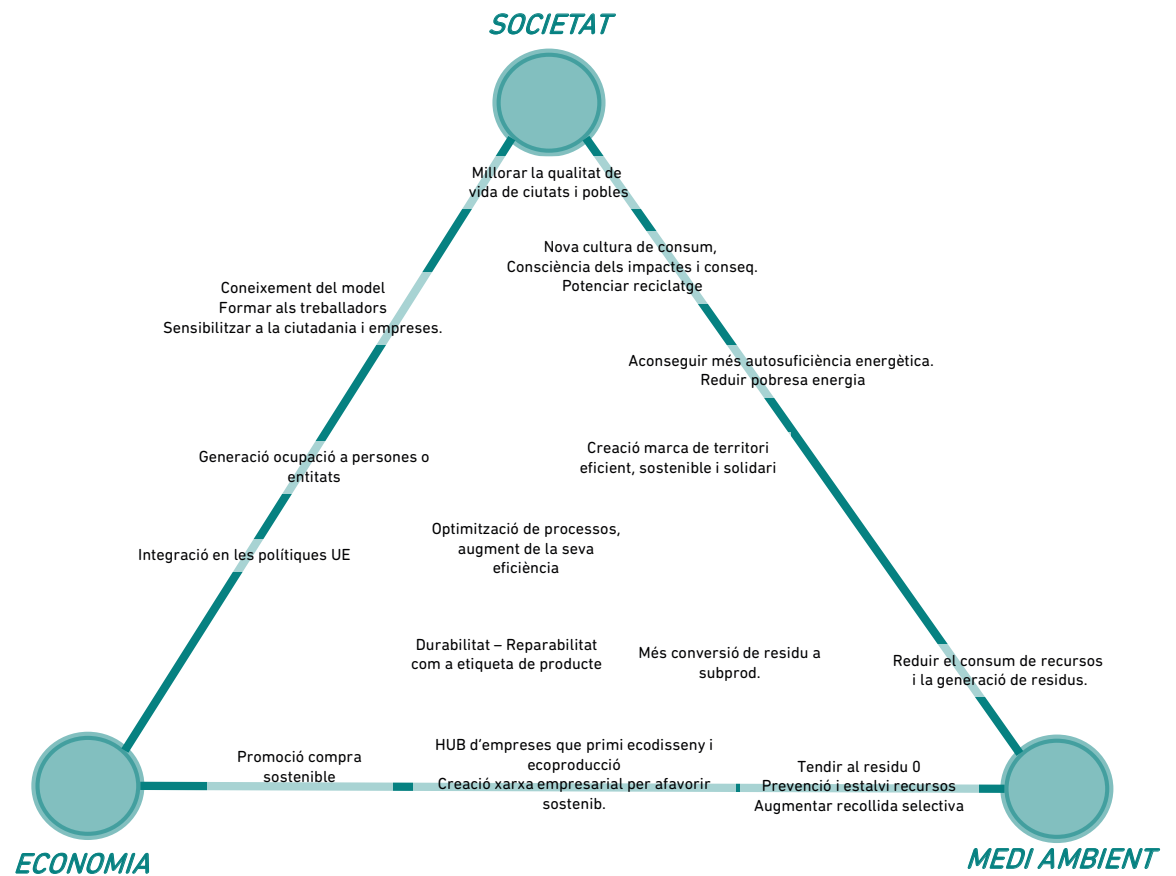 SOCIETAT
Millorar la qualitat de
vida de ciutats i pobles
Nova cultura de consum,
Consciència dels impactes i conseq.
Potenciar reciclatge
Coneixement del model
Formar als treballadors
Sensibilitzar a la ciutadania i empreses.
Aconseguir més autosuficiència energètica.
Reduir pobresa energia
Creació marca de territori
eficient, sostenible i solidari
Generació ocupació a persones o
entitats
Optimització de processos,
augment de la seva
eficiència
Integració en les polítiques UE
Durabilitat – Reparabilitat
com a etiqueta de producte
Més conversió de residu a
subprod.
Reduir el consum de recursos
i la generació de residus.
Promoció compra
sostenible
HUB d'empreses que primi ecodisseny i
ecoproducció
Creació xarxa empresarial per afavorir
sostenib.
Tendir al residu 0
Prevenció i estalvi recursos
Augmentar recollida selectiva
ECONOMIA
MEDI AMBIENT